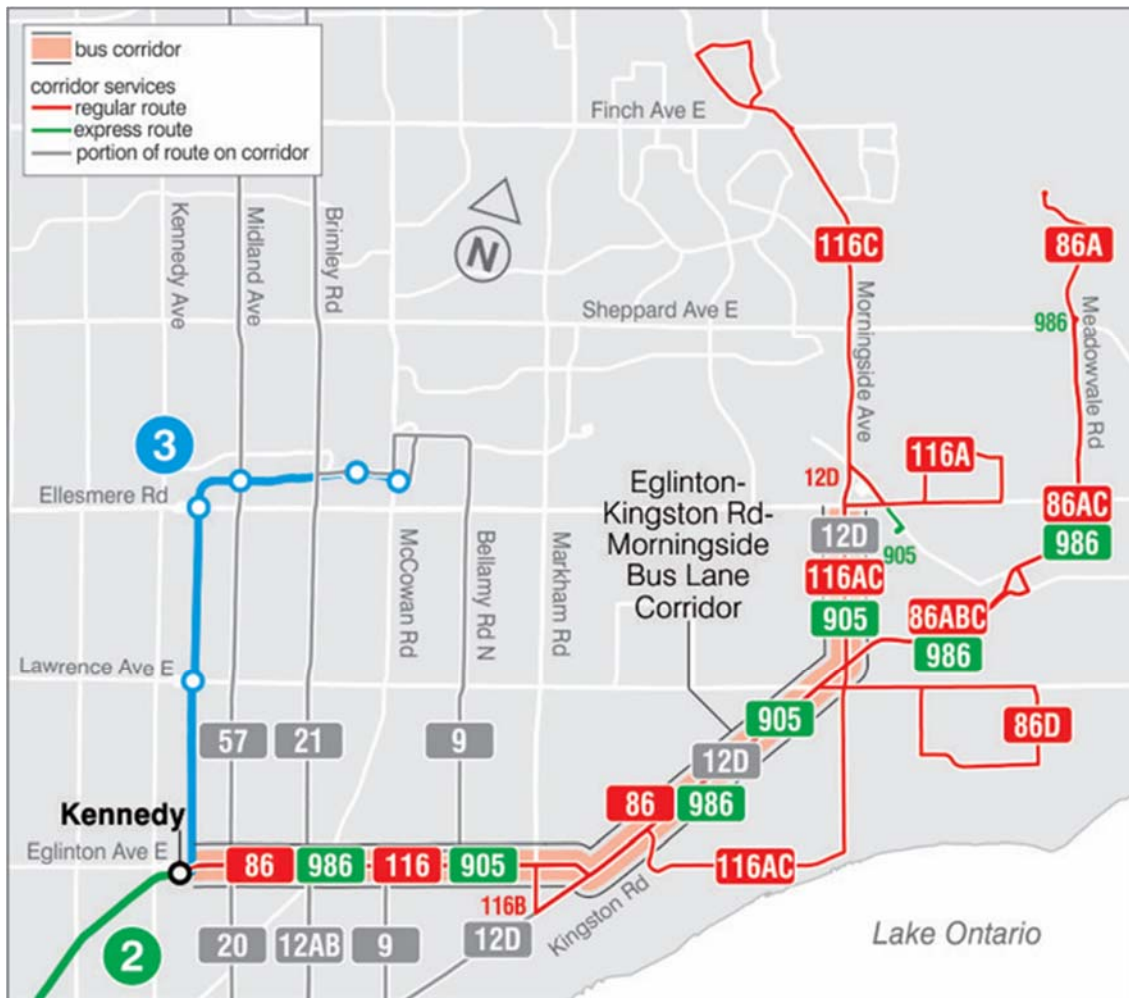 bus corridor
corridor services
regular route
express route
portion of route on corridor
Finch Ave E
Kennedy Ave
Midland Ave
Brimley Rd
N
116C
86A
Morningside Ave
Meadowvale Rd
Sheppard Ave E
986
3
116A
Ellesmere Rd
12D
Eglinton-
Kingston Rd-
Morningside
Bus Lane
Corridor
86AC
986
12D
905
McCowan Rd
Bellamy Rd N
Markham Rd
116AC
905
86ABC
986
Lawrence Ave E
905
57
21
9
86D
12D
Kennedy
86
986
Eglinton Ave E
86
986
116
905
116AC
116B
Kingston Rd
2
20
12AB
9
12D
Lake Ontario